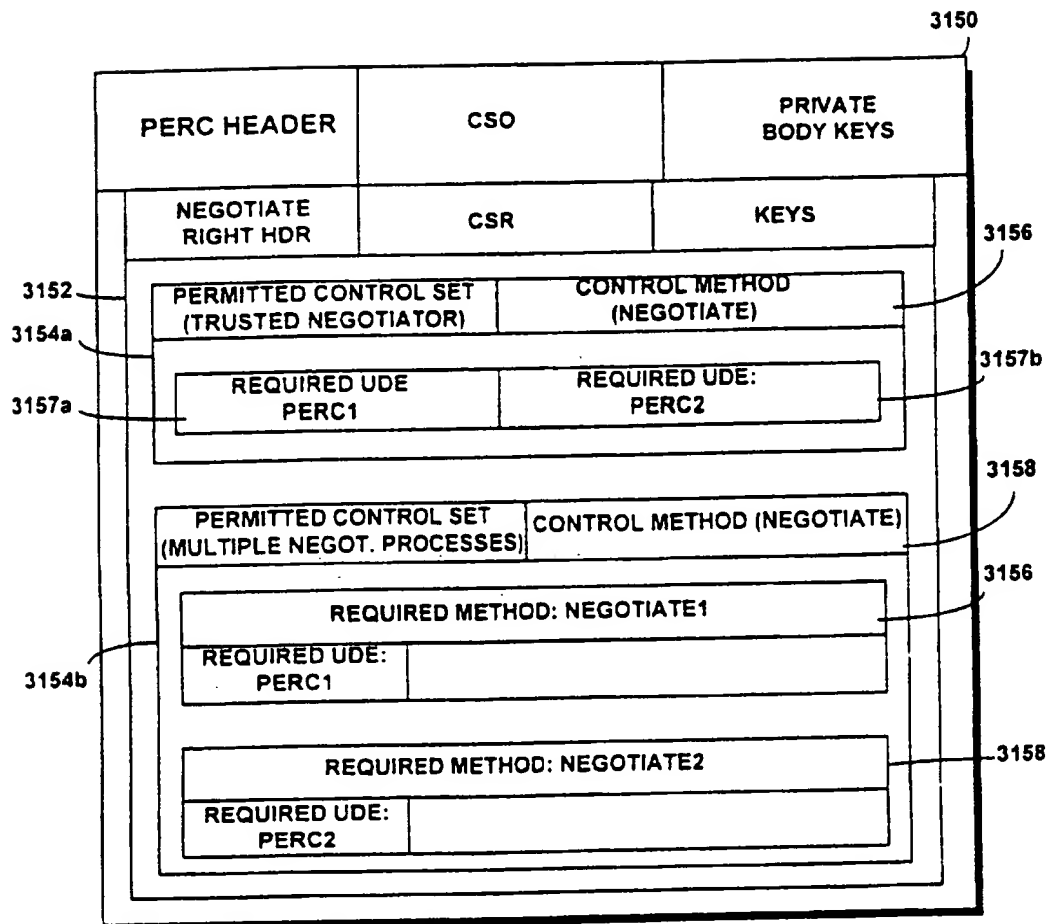 3150
PERC HEADER
CSO
PRIVATE
BODY KEYS
NEGOTIATE
RIGHT HDR
CSR
KEYS
3156
3152
PERMITTED CONTROL SET
(TRUSTED NEGOTIATOR)
CONTROL METHOD
(NEGOTIATE)
3154a
REQUIRED UDE
PERC1
REQUIRED UDE:
PERC2
3157b
3157a
3158
PERMITTED CONTROL SET
(MULTIPLE NEGOT. PROCESSES)
CONTROL METHOD (NEGOTIATE)
3156
REQUIRED METHOD: NEGOTIATE1
REQUIRED UDE:
PERC1
3154b
REQUIRED METHOD: NEGOTIATE2
3158
REQUIRED UDE:
PERC2